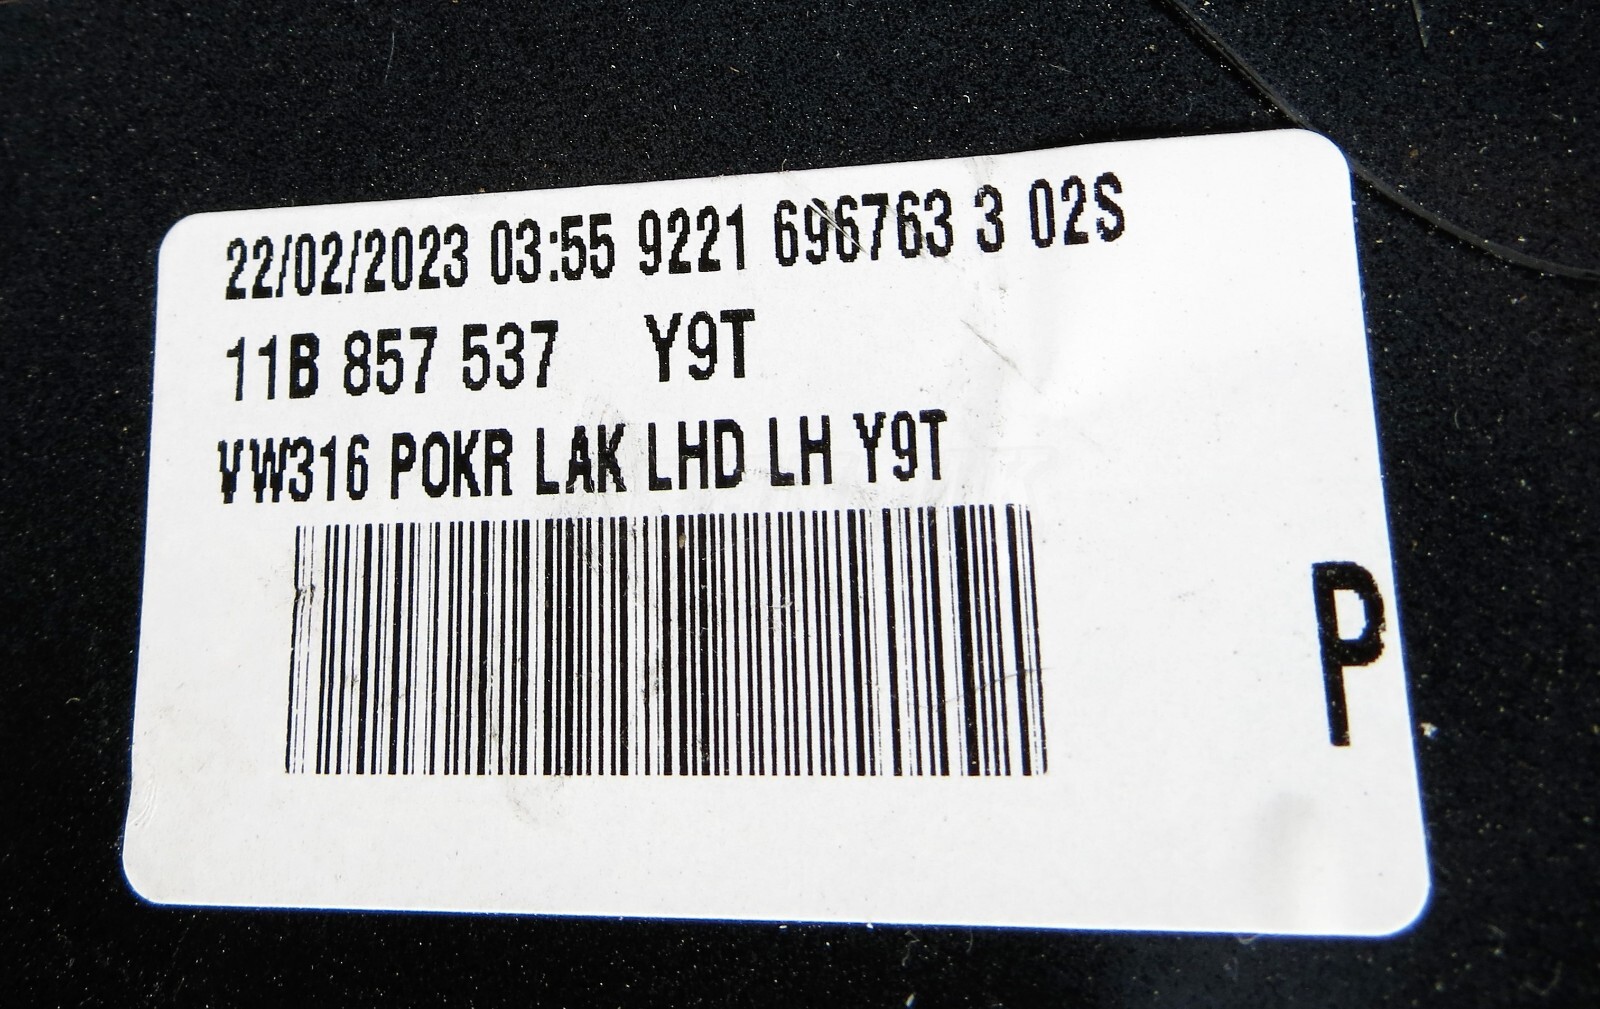 22/02/2023 03:55 9221 696763 3 02S
11B 857 537 Y9T
VW316 POKR LAK LHD LH Y9T
P